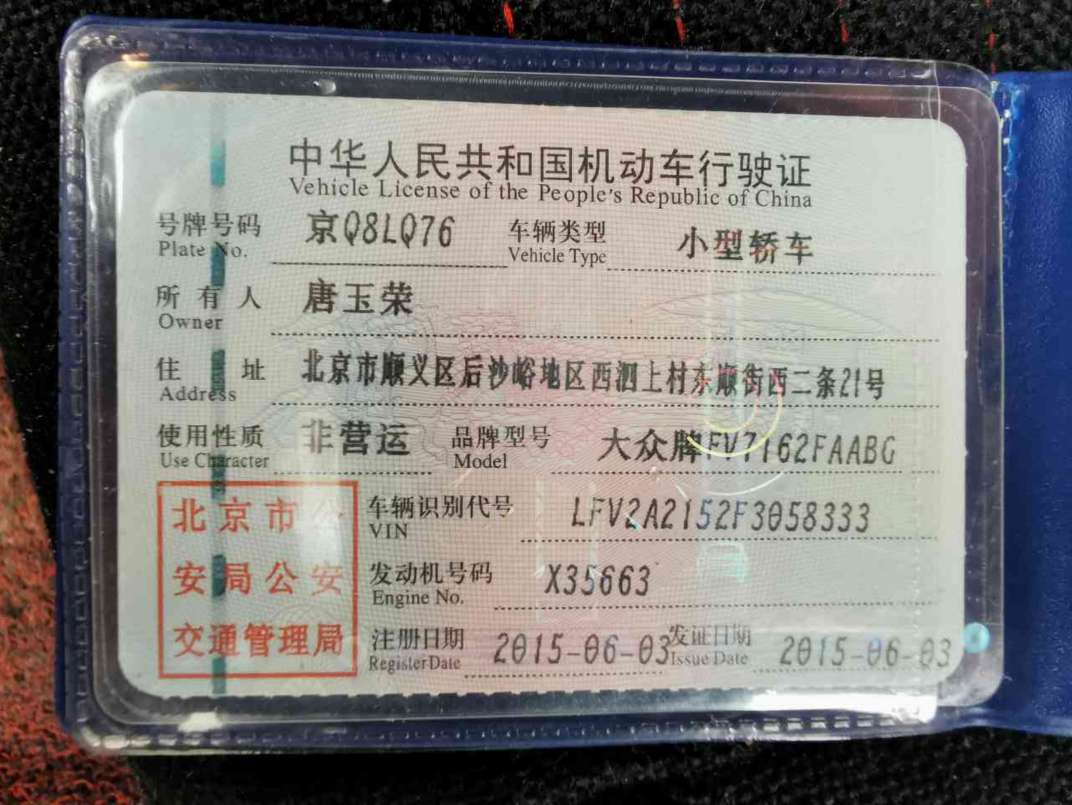 中华人民共和国机动车行驶证
Vehicle License of the People's Republic of China
号牌号码 京Q8LQ76 车辆类型 小型轿车
Plate No. Vehicle Type
所有人 唐玉荣
Owner
住址 北京市顺义区后沙峪地区西泗上村东顺街西二条21号
Address
使用性质 非营运 品牌型号 大众牌FV7162FAABG
Use Character Model
北京市公 车辆识别代号 LFV2A2152F3058333
VIN
安局公安 发动机号码 X35663
Engine No.
交通管理局 注册日期 2015-06-03 发证日期 2015-06-03
Register Date Issue Date